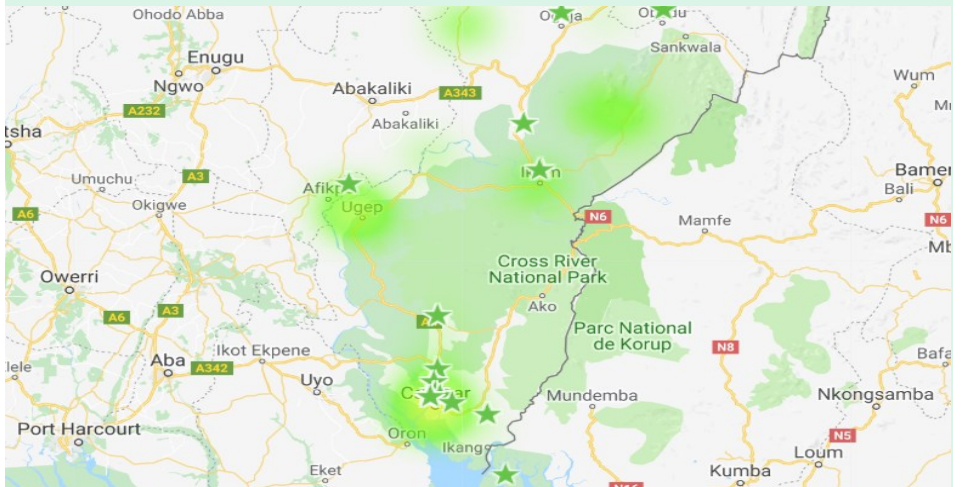 Ohodo Abba
Enugu
Ngwo
Abakaliki
A343
A232
Abakaliki
Sankwala
Wum
A3
Umuchu
Afikp
Ugep
Okigwe
A6
N6
Mamfe
Bali
N6
Owerri
Cross River
National Park
Ako
A6
A3
Parc National
de Korup
N8
Aba
A342
Ikot Ekpene
Uyo
Mundemba
Nkongsamba
Port Harcourt
Oron
Ikang
N5
Loum
Eket
Kumba